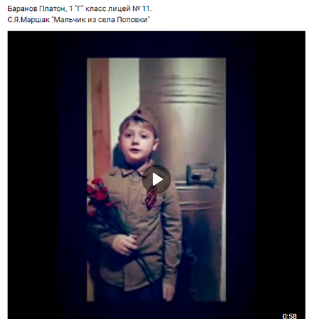 Баранов Платон, 1 "Г" класс лицей № 11.
С.Я.Маршак "Мальчик из села Поповки"
0:58